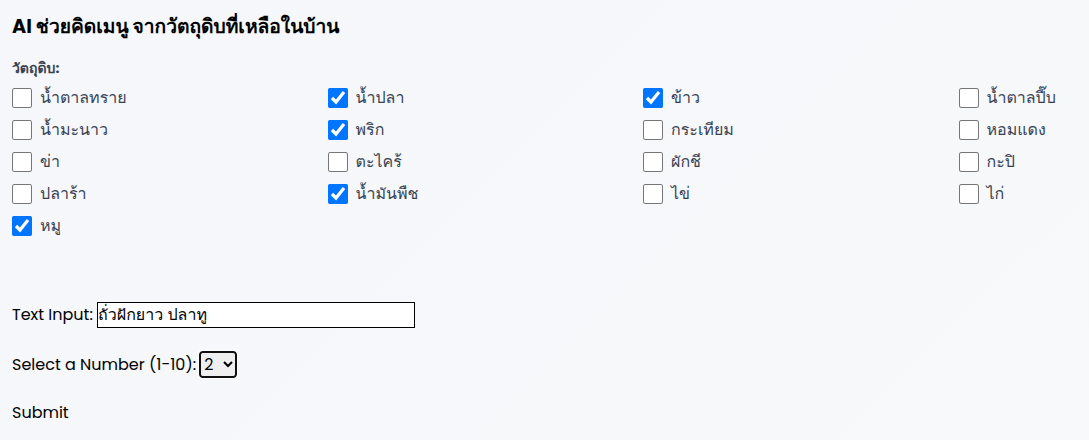 AI ช่วยคิดเมนู จากวัตถุดิบที่เหลือในบ้าน
วัตถุดิบ:
น้ำตาลทราย น้ำปลา ข้าว น้ำตาลปี๊บ
น้ำมะนาว พริก กระเทียม หอมแดง
ข่า ตะไคร้ ผักชี กะปิ
ปลาร้า น้ำมันพืช ไข่ ไก่
หมู
Text Input: ถั่วฝักยาว ปลาทู
Select a Number (1-10): 2
Submit